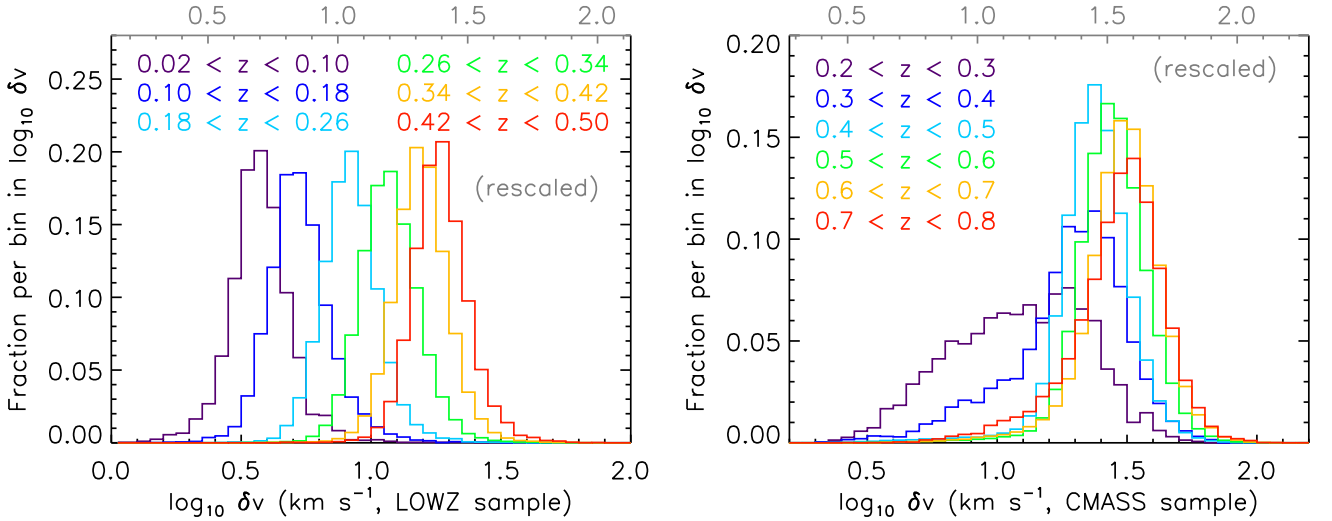 0.5 1.0 1.5 2.0
0.02 < z < 0.10 0.26 < z < 0.34
0.10 < z < 0.18 0.34 < z < 0.42
0.18 < z < 0.26 0.42 < z < 0.50
(rescaled)
Fraction per bin in log₁₀ δv
0.25
0.20
0.15
0.10
0.05
0.00
0.0 0.5 1.0 1.5 2.0
log₁₀ δv (km s⁻¹, LOWZ sample)
0.5 1.0 1.5 2.0
(rescaled)
0.2 < z < 0.3
0.3 < z < 0.4
0.4 < z < 0.5
0.5 < z < 0.6
0.6 < z < 0.7
0.7 < z < 0.8
Fraction per bin in log₁₀ δv
0.20
0.15
0.10
0.05
0.00
0.5 1.0 1.5 2.0
log₁₀ δv (km s⁻¹, CMASS sample)